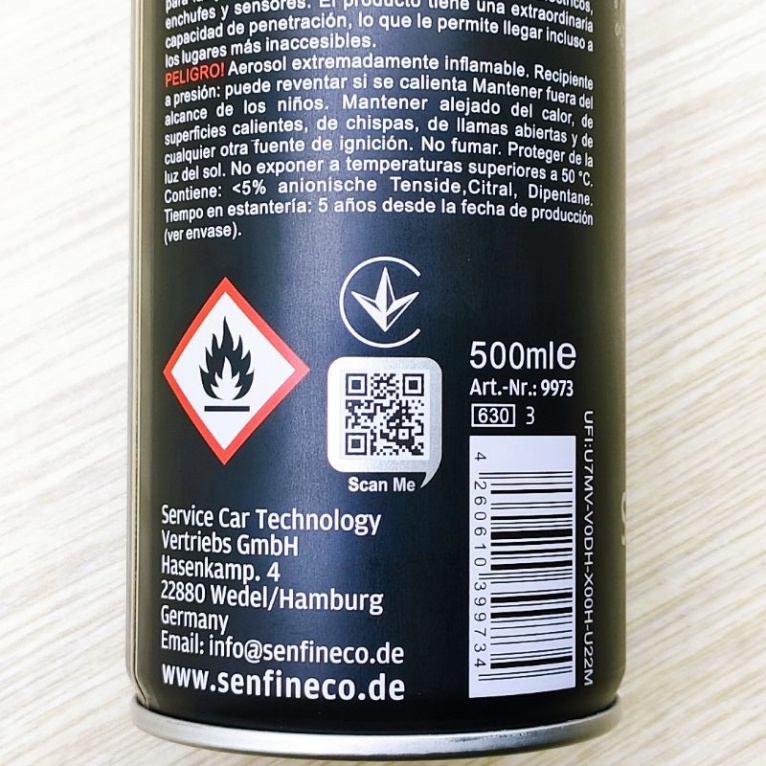 enchufes y sensores. El producto tiene una extraordinaria
capacidad de penetración, lo que le permite llegar incluso a
los lugares más inaccesibles.
PELIGRO! Aerosol extremadamente inflamable. Recipiente
a presión: puede reventar si se calienta Mantener fuera del
alcance de los niños. Mantener alejado del calor, de
superficies calientes, de chispas, de llamas abiertas y de
cualquier otra fuente de ignición. No fumar. Proteger de la
luz del sol. No exponer a temperaturas superiores a 50 °C.
Contiene: <5% anionische Tenside,Citral, Dipentane.
Tiempo en estantería: 5 años desde la fecha de producción
(ver envase).
500ml℮
Art.-Nr.: 9973
630 3
Scan Me
4 260610 399734
UFI:U7MV-V0DH-X00H-U22M
Service Car Technology
Vertriebs GmbH
Hasenkamp. 4
22880 Wedel/Hamburg
Germany
Email: info@senfineco.de
www.senfineco.de